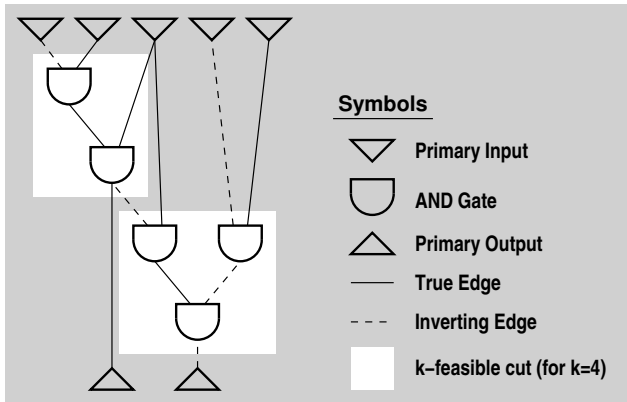 Symbols
Primary Input
AND Gate
Primary Output
True Edge
Inverting Edge
k–feasible cut (for k=4)